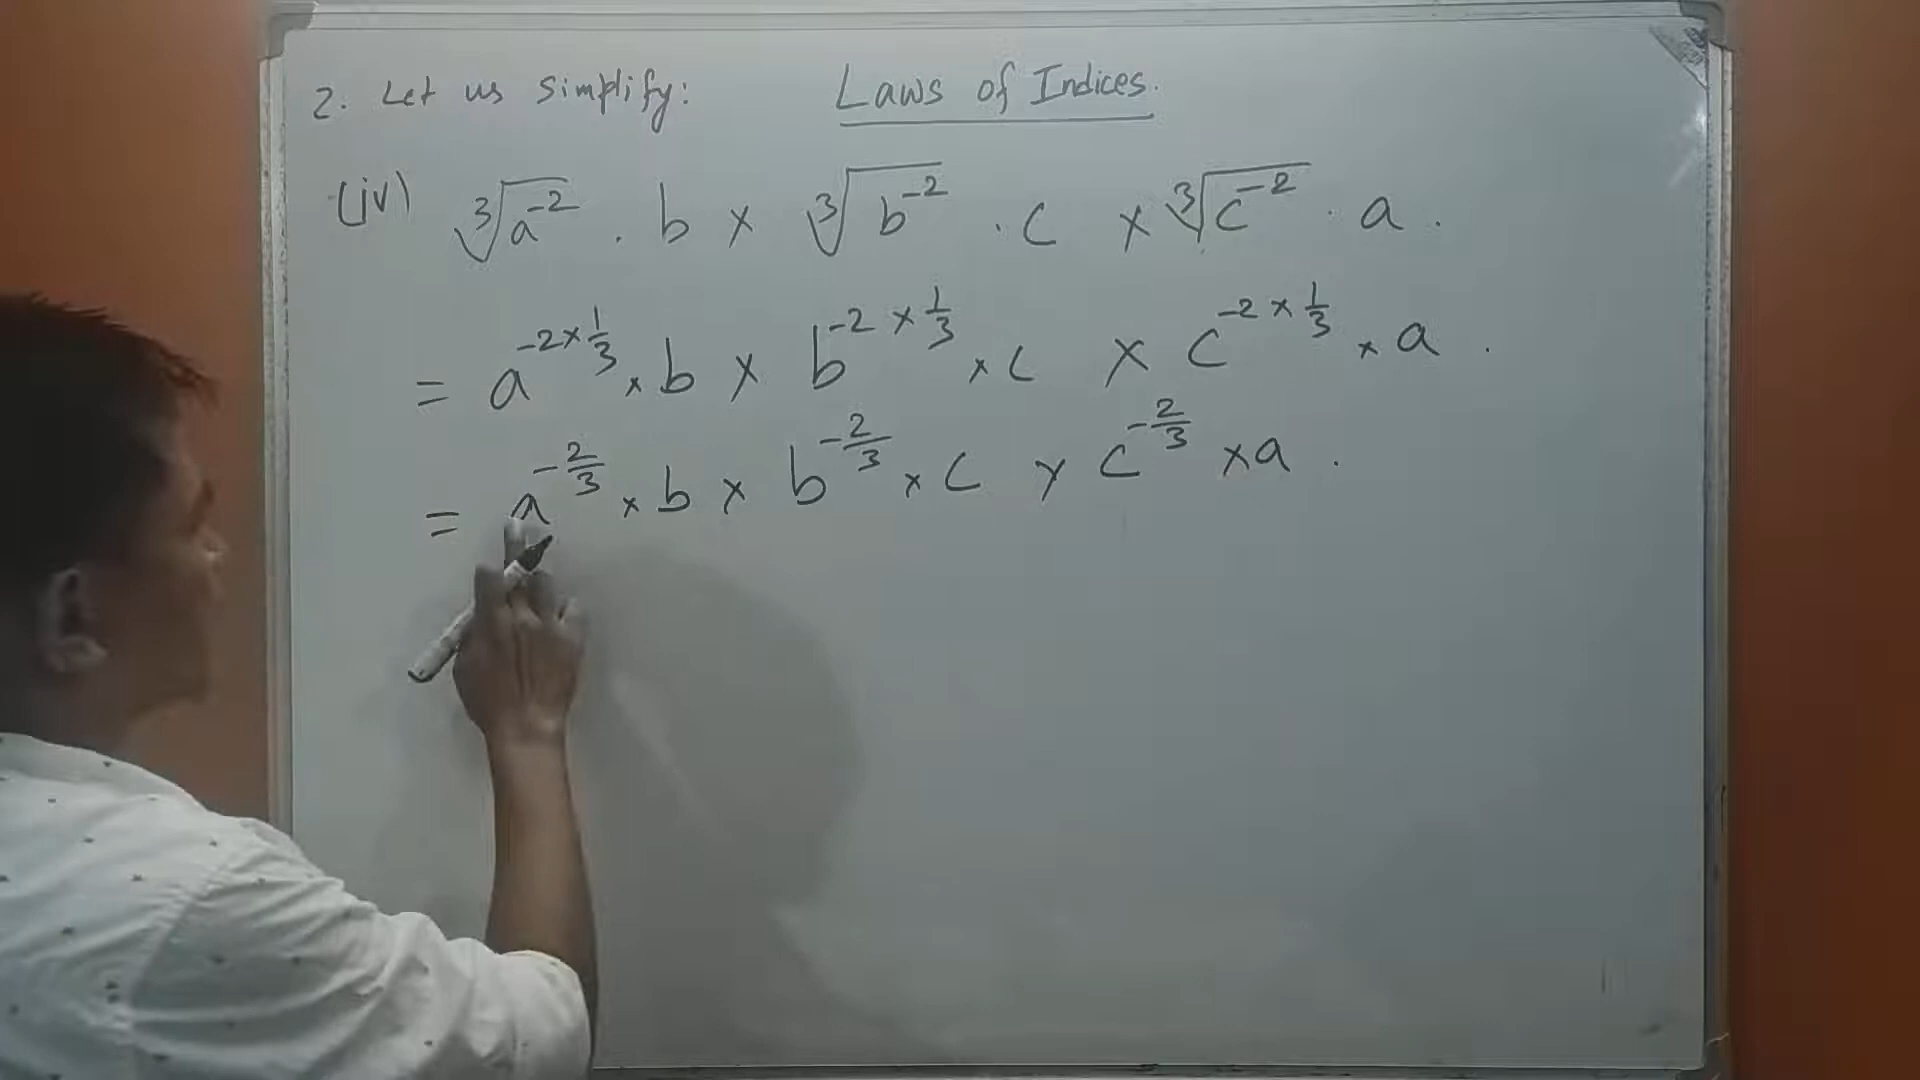 2. Let us Simplify: Laws of Indices.
(iv) ∛a⁻² . b × ∛b⁻² . c × ∛c⁻² . a .
= a^(-2×1/3) × b × b^(-2×1/3) × c × c^(-2×1/3) × a .
= a^(-2/3) × b × b^(-2/3) × c × c^(-2/3) × a .